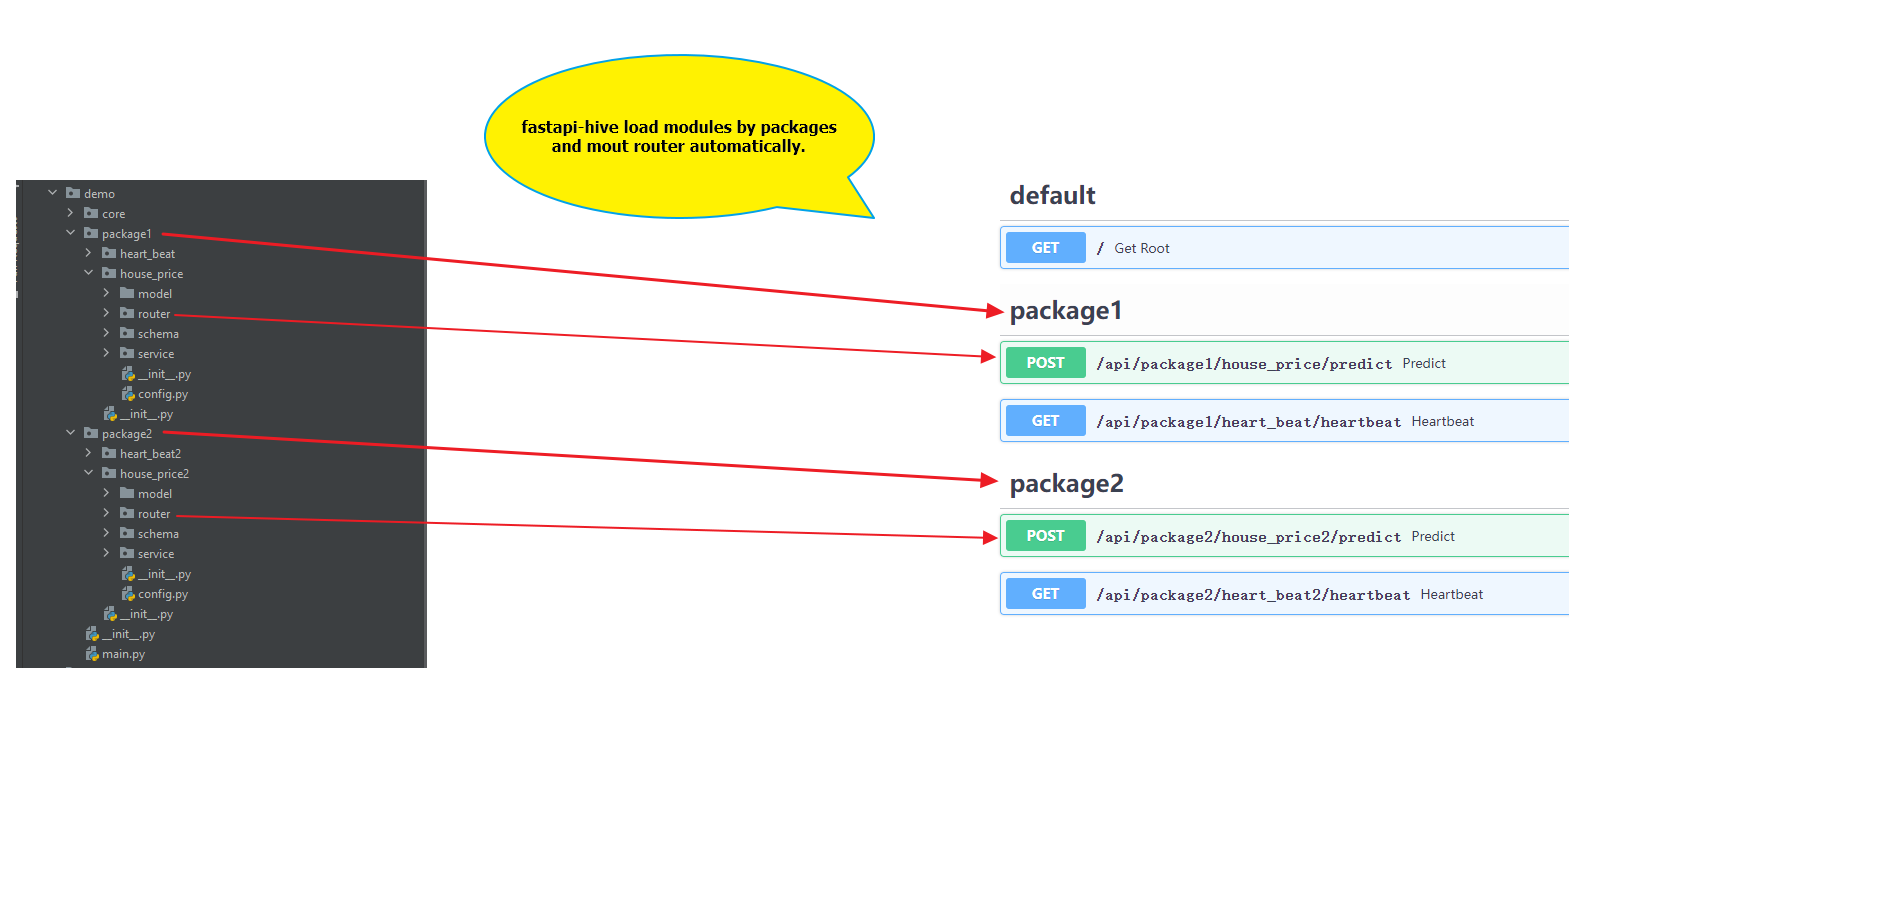 fastapi-hive load modules by packages
and mout router automatically.
demo
core
package1
heart_beat
house_price
model
router
schema
service
__init__.py
config.py
__init__.py
package2
heart_beat2
house_price2
model
router
schema
service
__init__.py
config.py
__init__.py
__init__.py
main.py
default
GET / Get Root
package1
POST /api/package1/house_price/predict Predict
GET /api/package1/heart_beat/heartbeat Heartbeat
package2
POST /api/package2/house_price2/predict Predict
GET /api/package2/heart_beat2/heartbeat Heartbeat